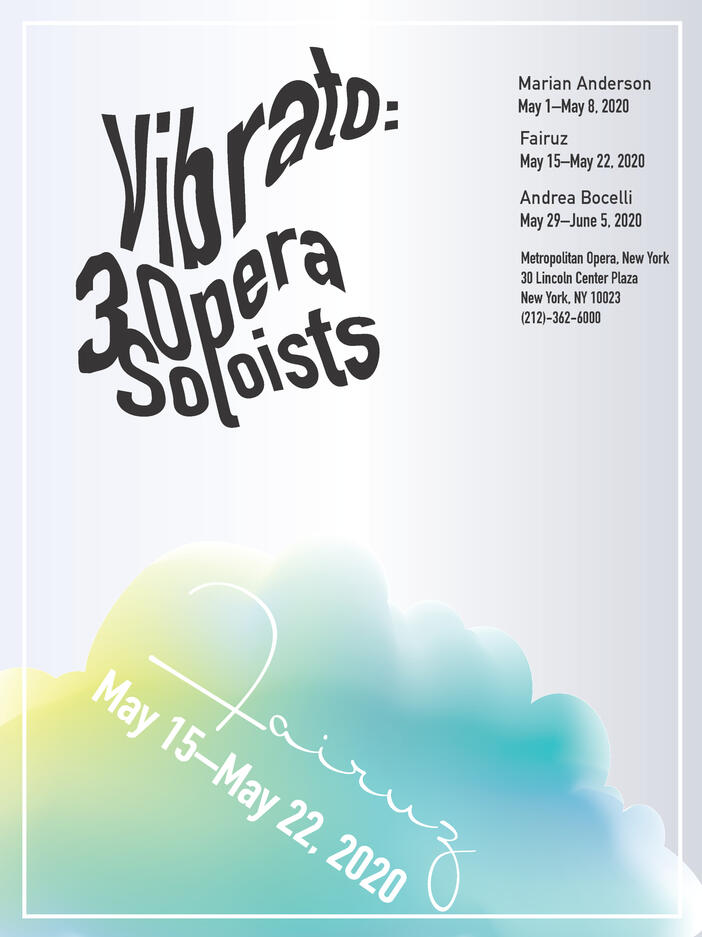 Vibrato:
3 Opera
Soloists
Marian Anderson
May 1–May 8, 2020
Fairuz
May 15–May 22, 2020
Andrea Bocelli
May 29–June 5, 2020
Metropolitan Opera, New York
30 Lincoln Center Plaza
New York, NY 10023
(212)-362-6000
Fairuz
May 15–May 22, 2020